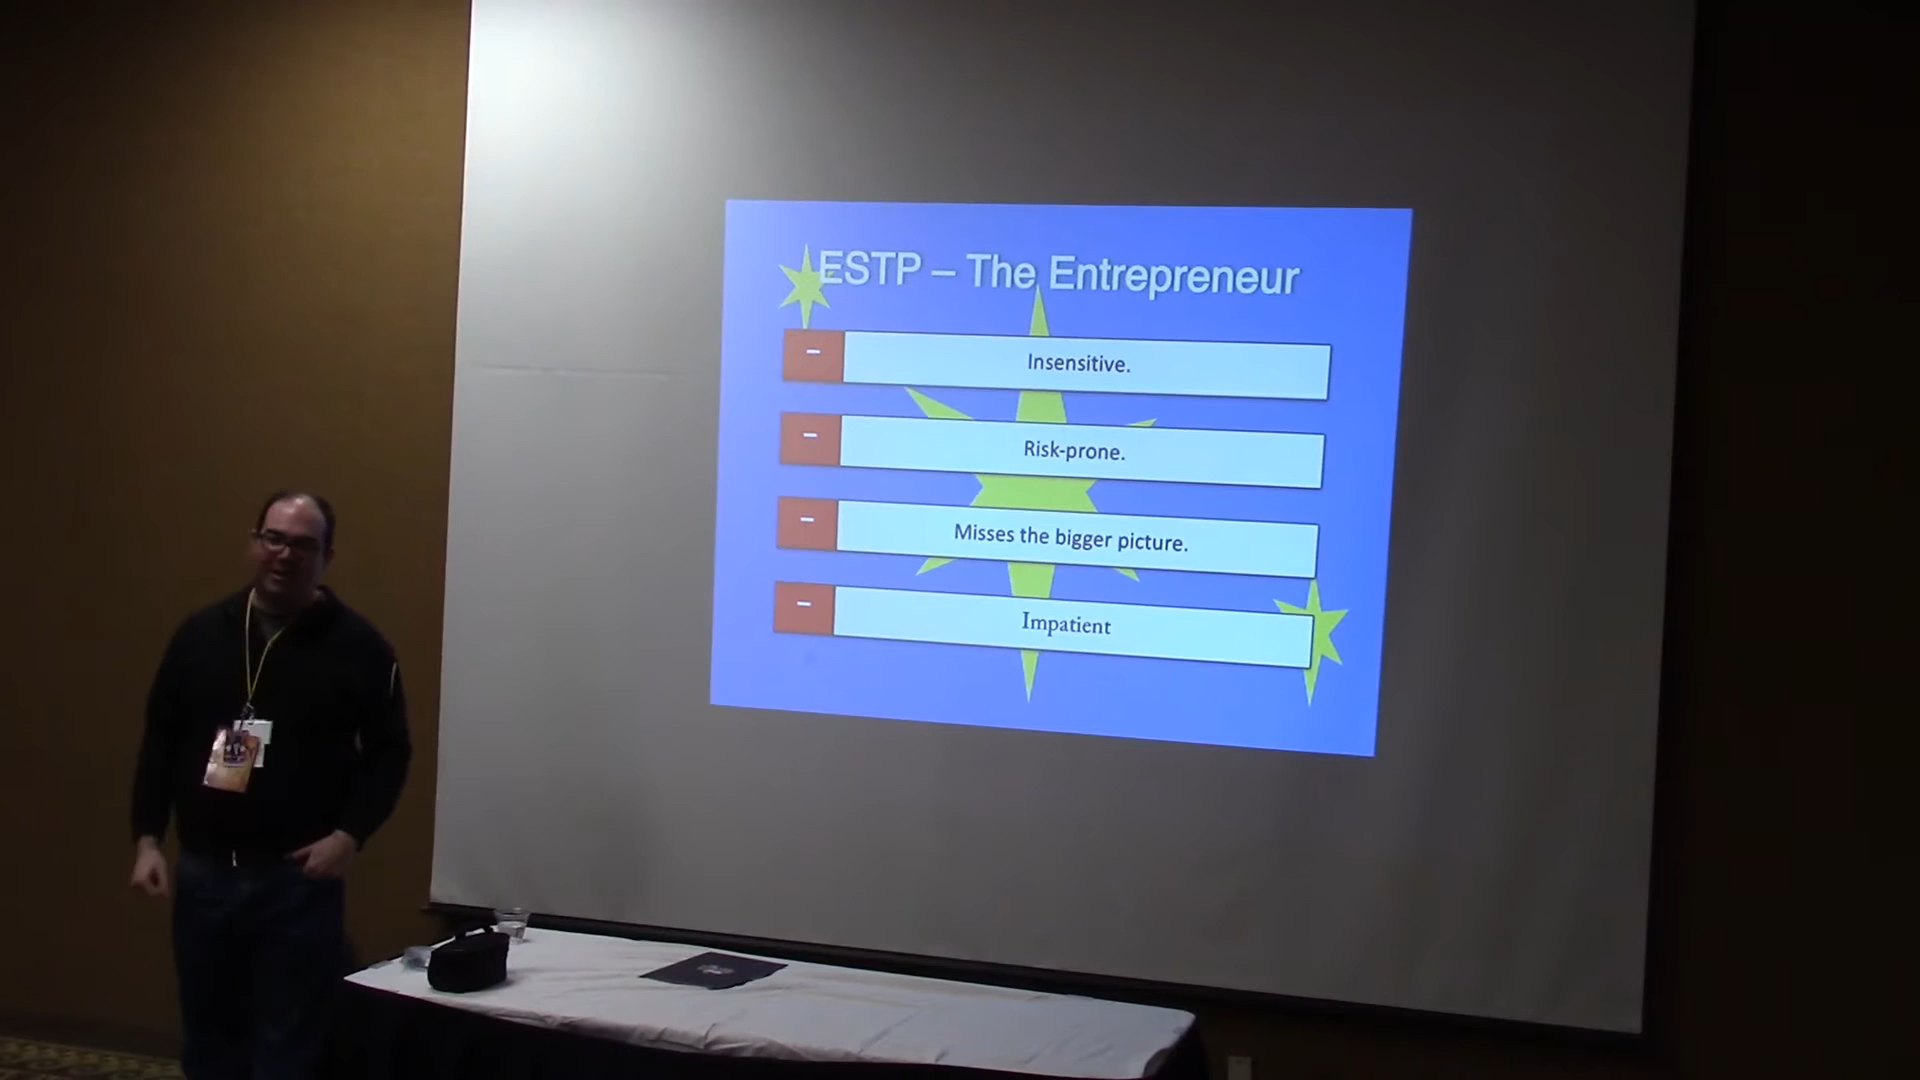 ESTP – The Entrepreneur
– Insensitive.
– Risk-prone.
– Misses the bigger picture.
– Impatient